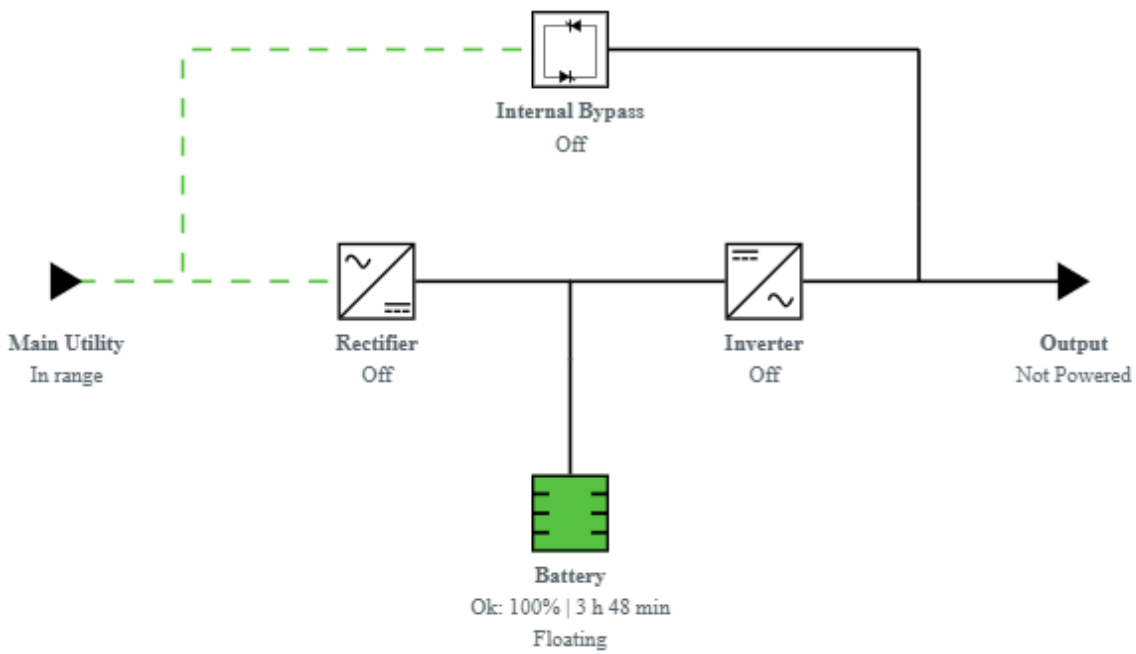 Internal Bypass
Off
Main Utility
In range
Rectifier
Off
Inverter
Off
Output
Not Powered
Battery
Ok: 100% | 3 h 48 min
Floating